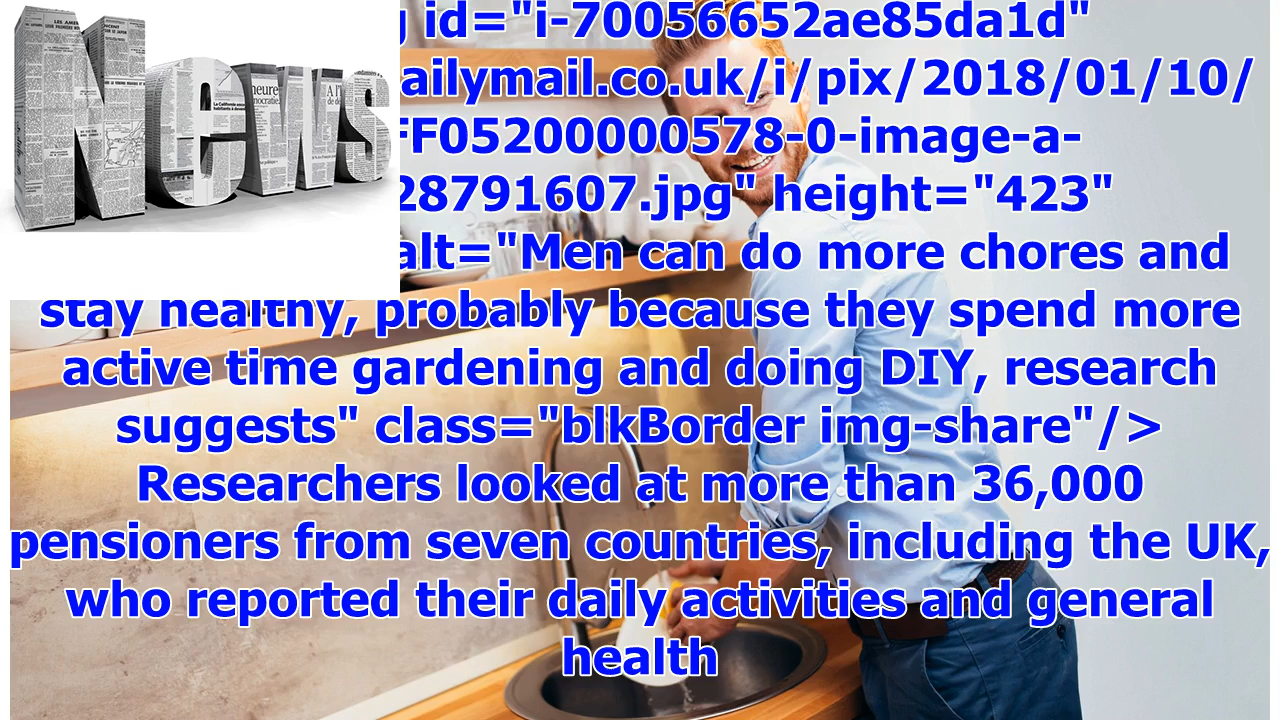 News
id="i-70056652ae85da1d"
ailymail.co.uk/i/pix/2018/01/10/
FF05200000578-0-image-a-
28791607.jpg" height="423"
alt="Men can do more chores and
stay healthy, probably because they spend more
active time gardening and doing DIY, research
suggests" class="blkBorder img-share"/>
Researchers looked at more than 36,000
pensioners from seven countries, including the UK,
who reported their daily activities and general
health